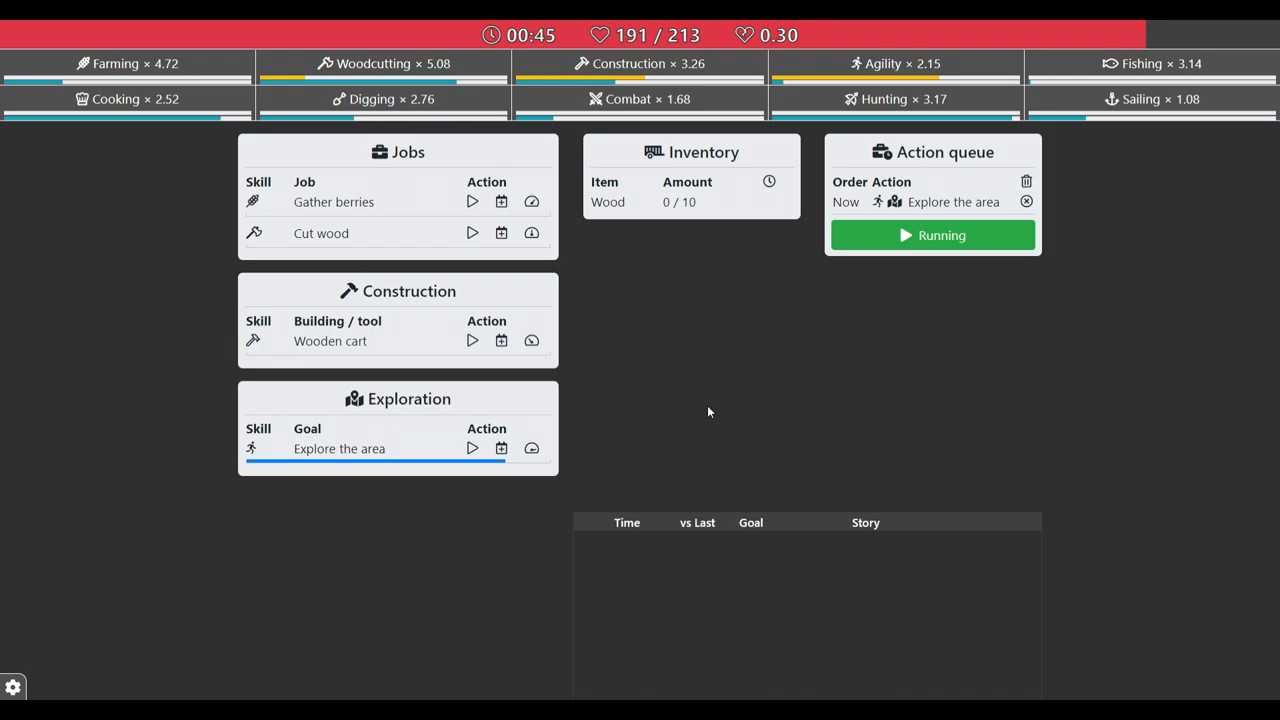 00:45 191 / 213 0.30
Farming × 4.72 Woodcutting × 5.08 Construction × 3.26 Agility × 2.15 Fishing × 3.14
Cooking × 2.52 Digging × 2.76 Combat × 1.68 Hunting × 3.17 Sailing × 1.08
Jobs
Skill Job Action
Gather berries
Cut wood
Construction
Skill Building / tool Action
Wooden cart
Exploration
Skill Goal Action
Explore the area
Inventory
Item Amount
Wood 0 / 10
Action queue
Order Action
Now Explore the area
Running
Time vs Last Goal Story